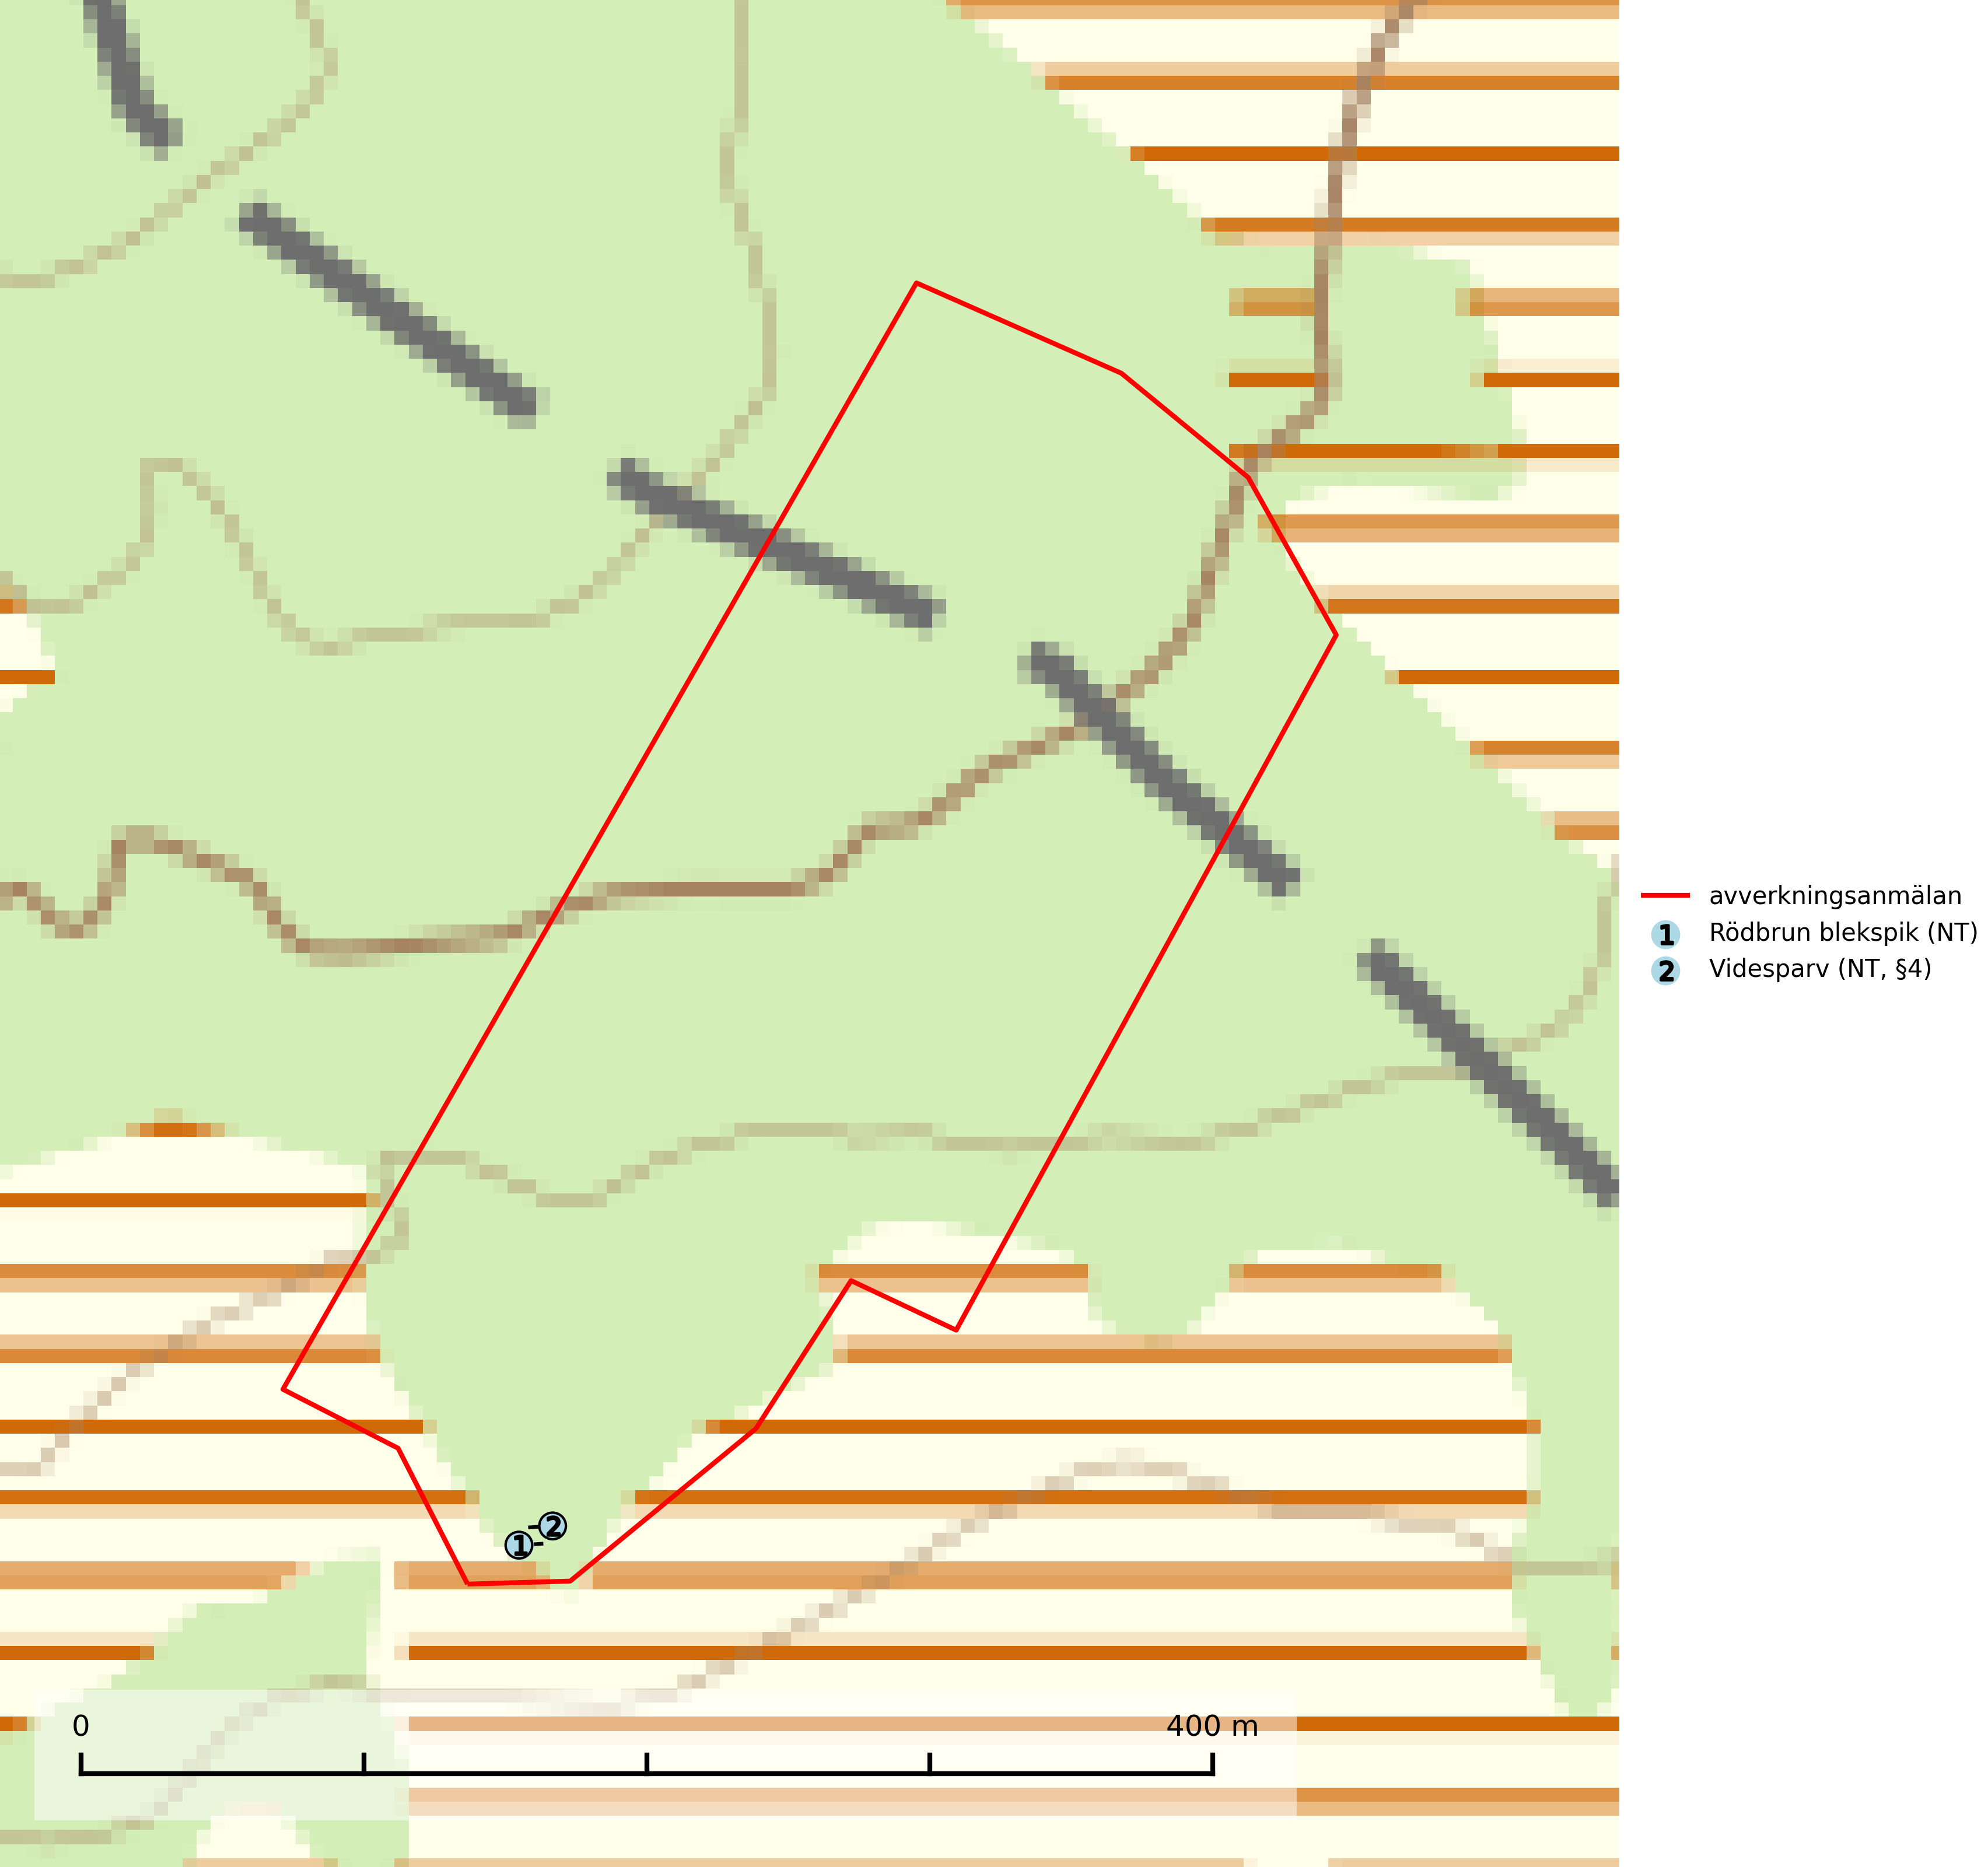 avverkningsanmälan
1 Rödbrun blekspik (NT)
2 Videsparv (NT, §4)
2
1
0 400 m